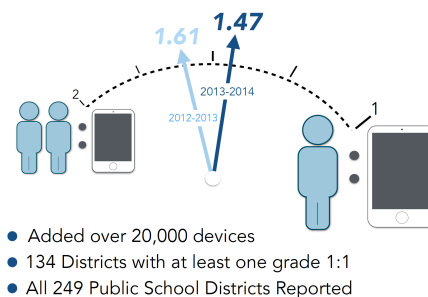 1.61
1.47
2013-2014
2012-2013
2
1
• Added over 20,000 devices
• 134 Districts with at least one grade 1:1
• All 249 Public School Districts Reported